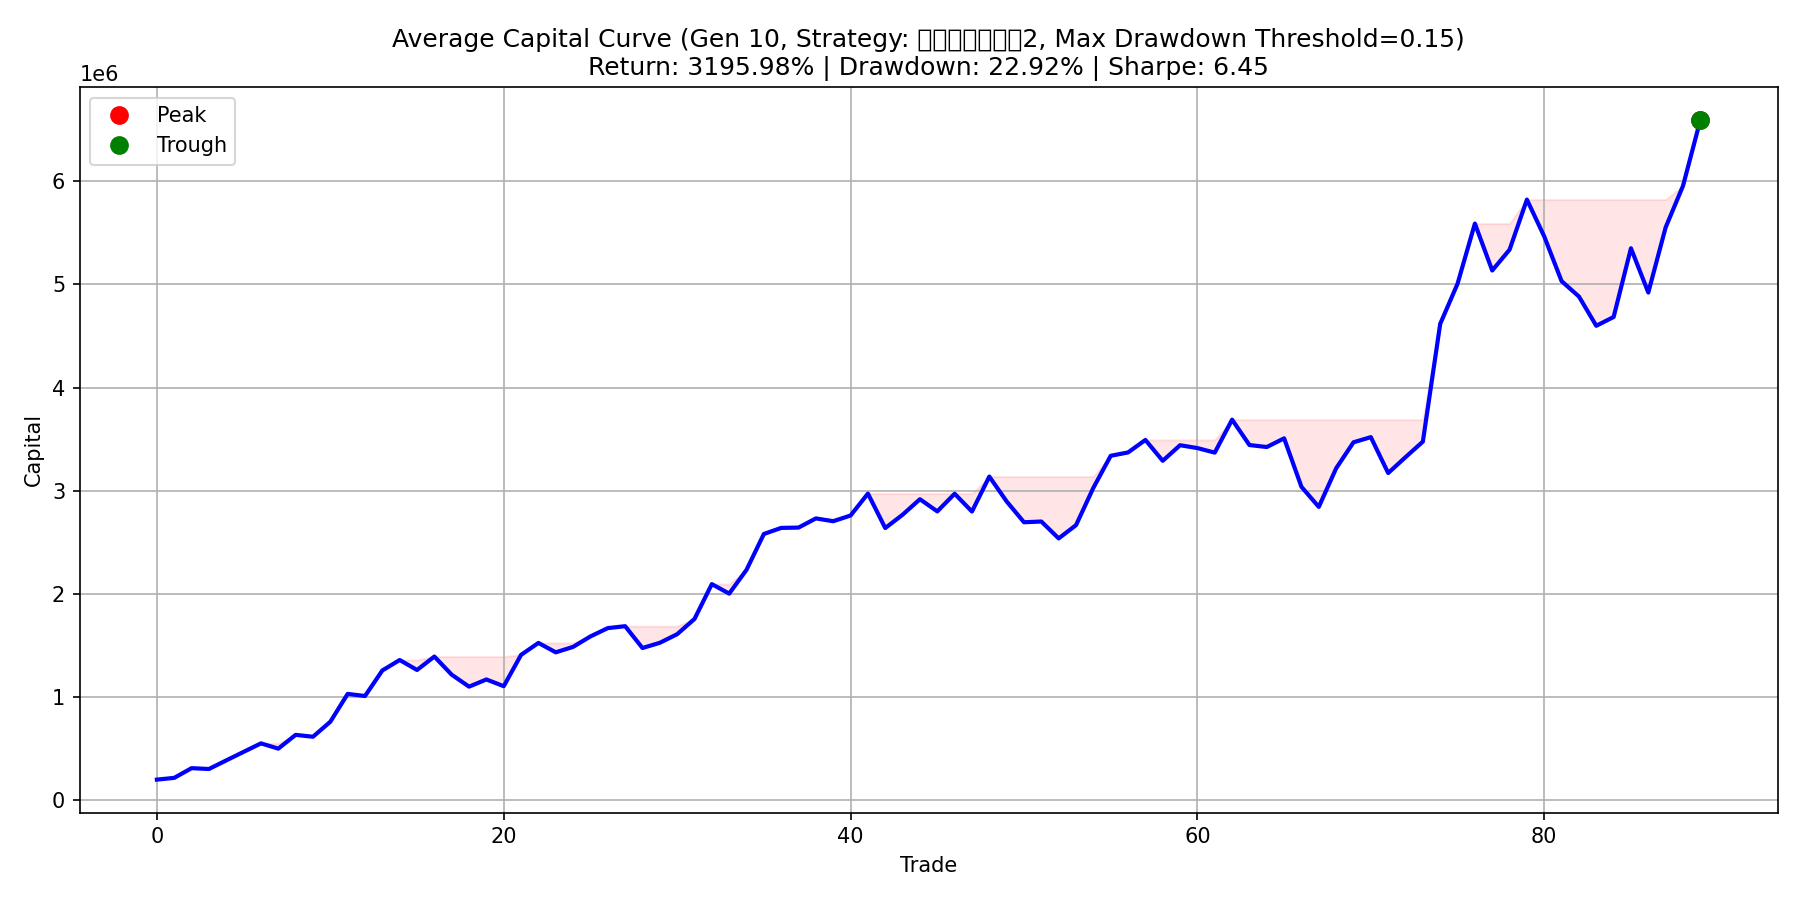 Average Capital Curve (Gen 10, Strategy: 2, Max Drawdown Threshold=0.15)
Return: 3195.98% | Drawdown: 22.92% | Sharpe: 6.45
1e6
Peak
Trough
6
5
4
3
2
1
0
Capital
0 20 40 60 80
Trade